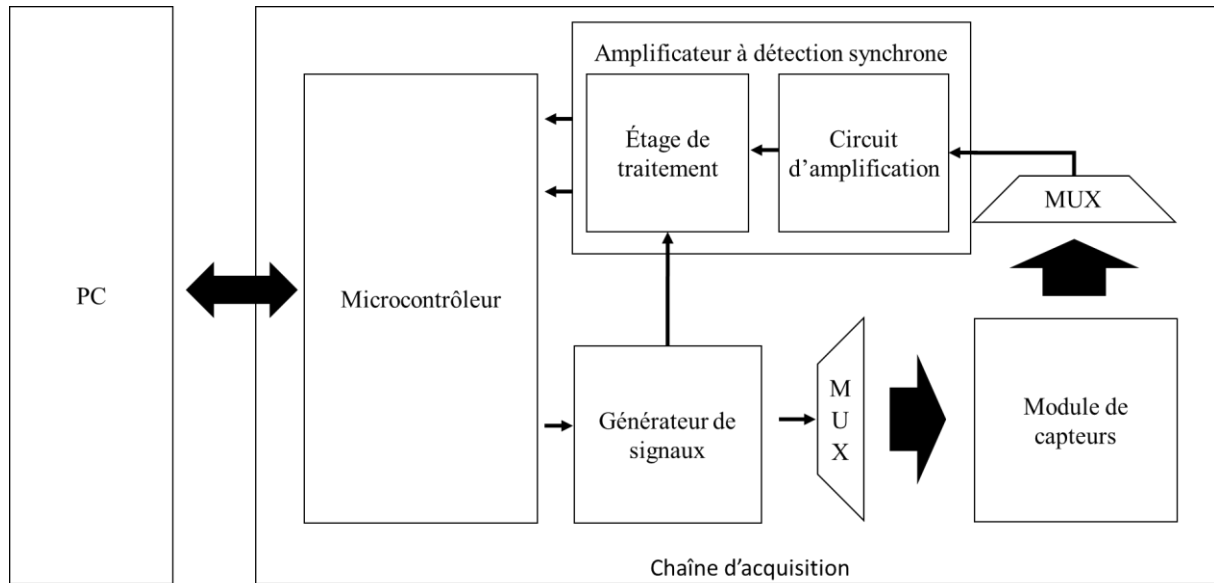 Amplificateur à détection synchrone
Étage de
traitement
Circuit
d’amplification
MUX
PC
Microcontrôleur
Générateur de
signaux
M
U
X
Module de
capteurs
Chaîne d’acquisition